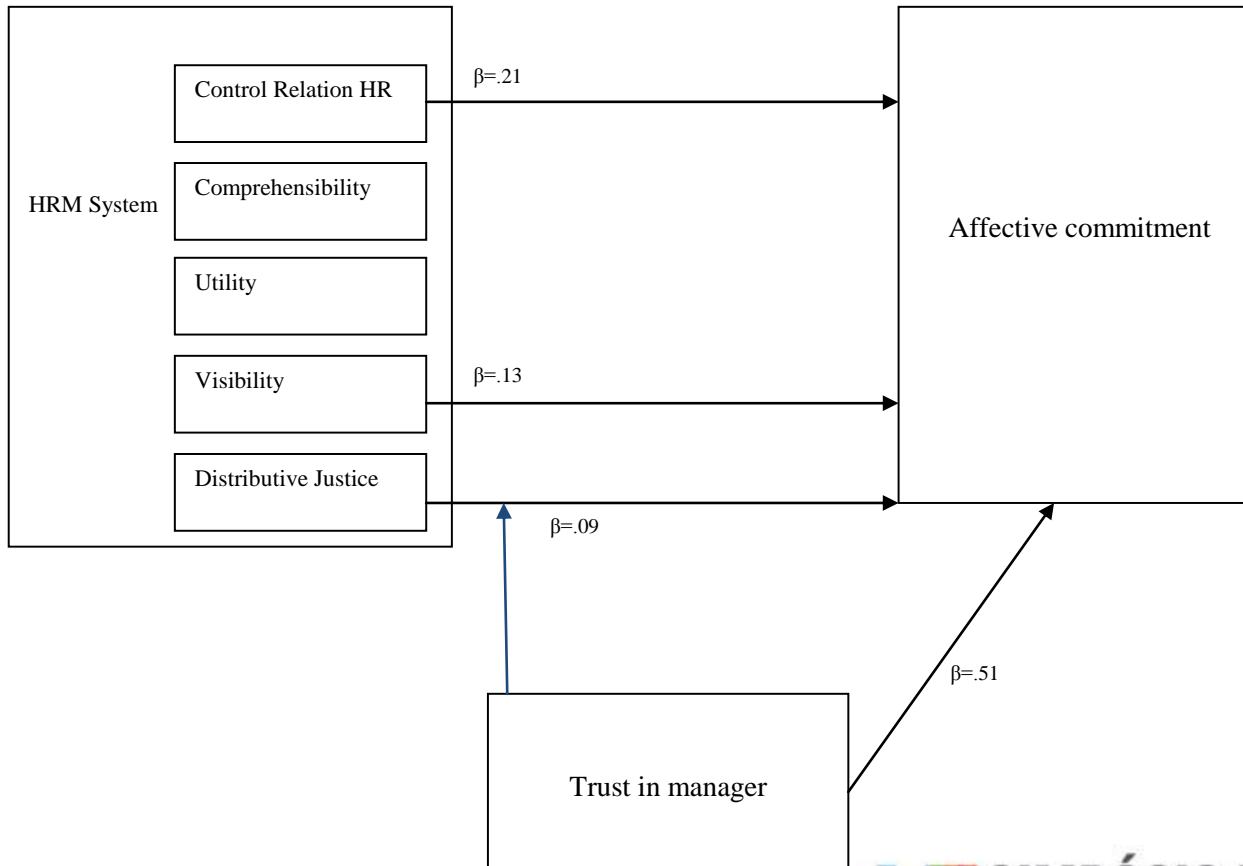 Control Relation HR
β=.21
Comprehensibility
HRM System
Affective commitment
Utility
Visibility
β=.13
Distributive Justice
β=.09
β=.51
Trust in manager